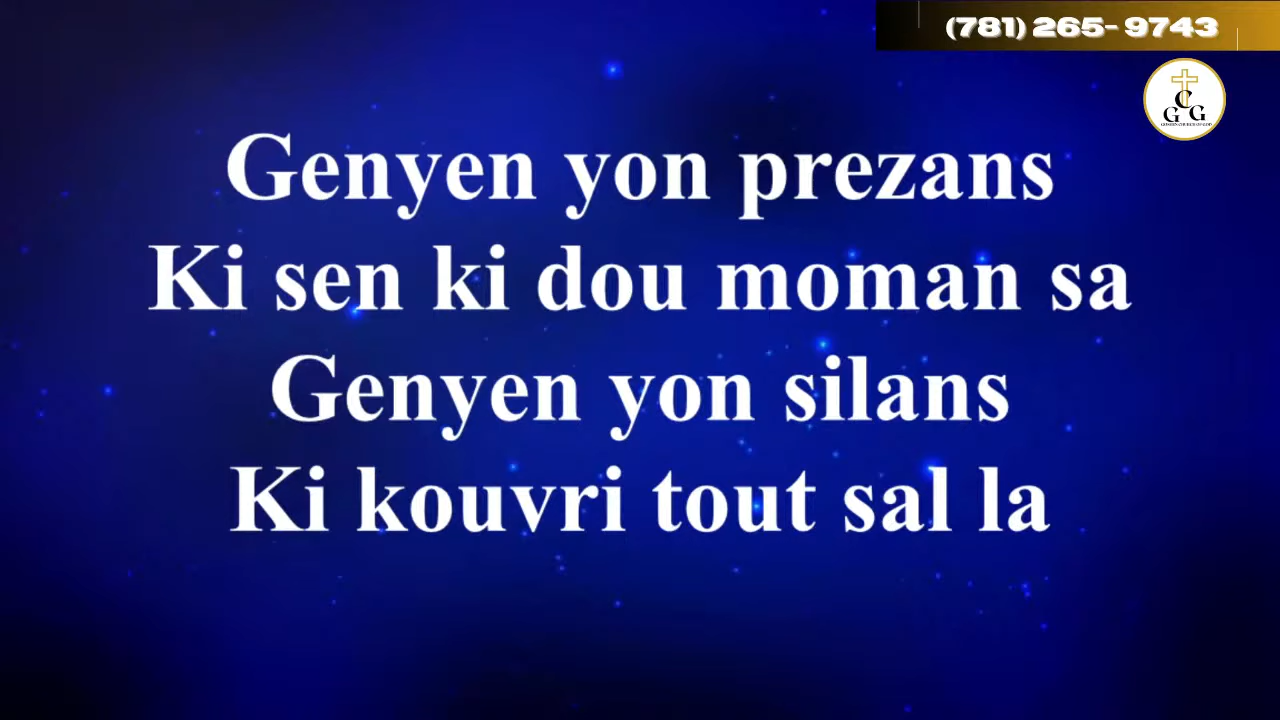 (781) 265- 9743
C
G G
Genyen yon prezans
Ki sen ki dou moman sa
Genyen yon silans
Ki kouvri tout sal la